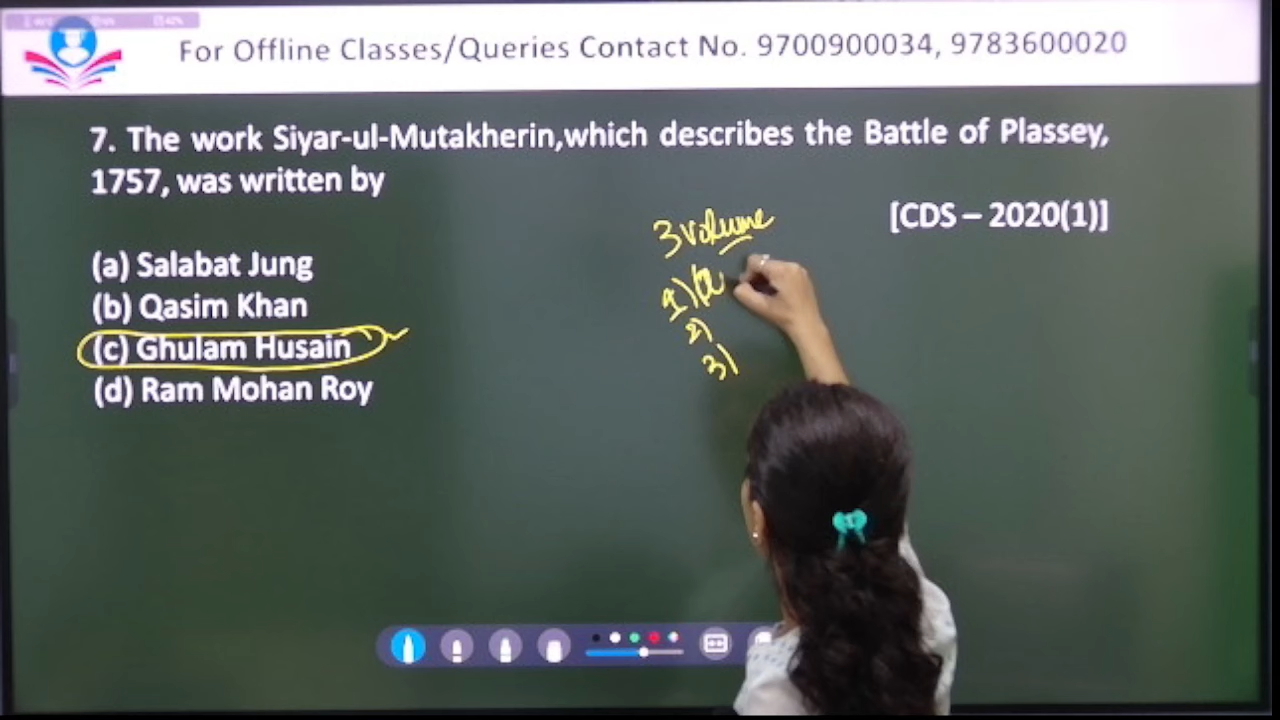 For Offline Classes/Queries Contact No. 9700900034, 9783600020
7. The work Siyar-ul-Mutakherin,which describes the Battle of Plassey,
1757, was written by
[CDS – 2020(1)]
(a) Salabat Jung
(b) Qasim Khan
(c) Ghulam Husain
(d) Ram Mohan Roy
3 volume
1)
2)
3)